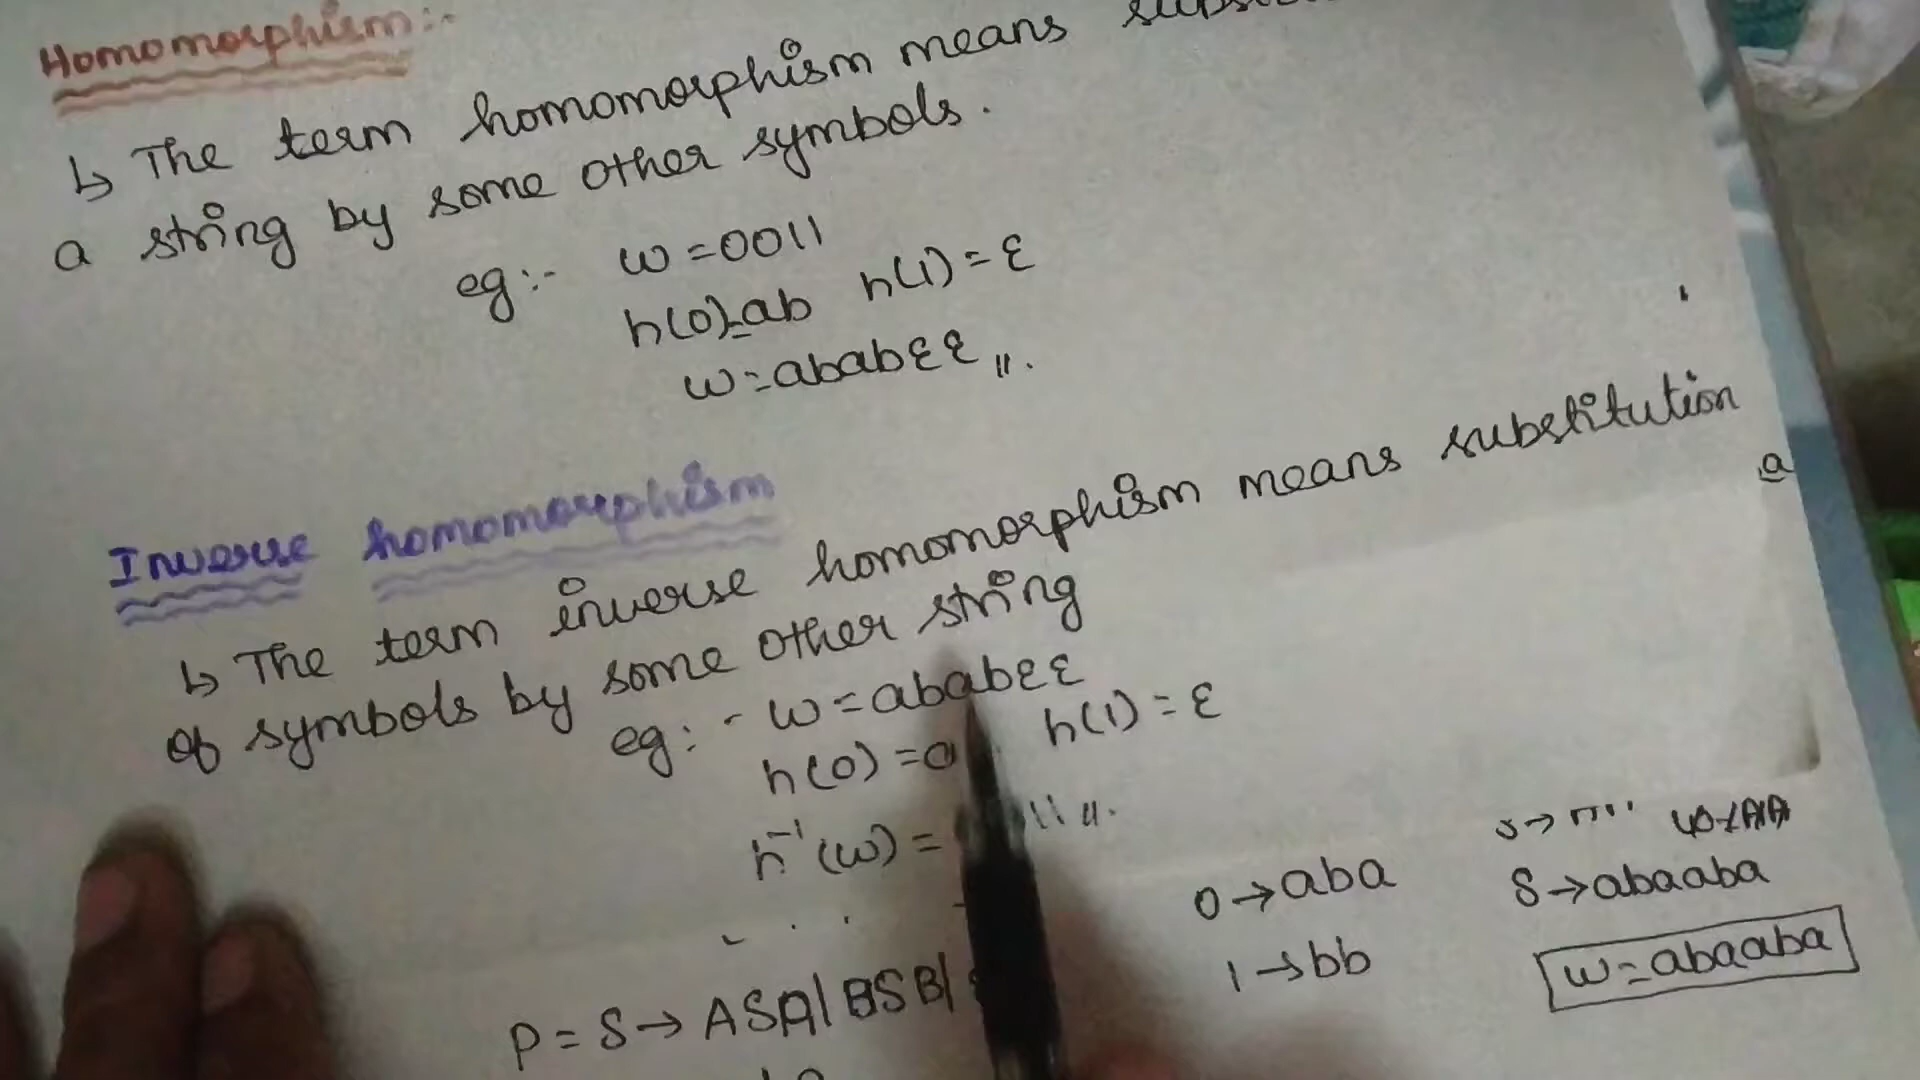 Homomorphism:-
↳ The term homomorphism means
a string by some other symbols.
eg:- w=0011
h(0)=ab h(1)=ε
w=ababεε //.
Inverse homomorphism
↳ The term inverse homomorphism means substitution a
of symbols by some other string
eg:- w=ababεε
h(0)= h(1)=ε
h⁻¹(w)= 11 //.
0→aba S→abaaba
1→bb w=abaaba
P=S→ASA|BSB|